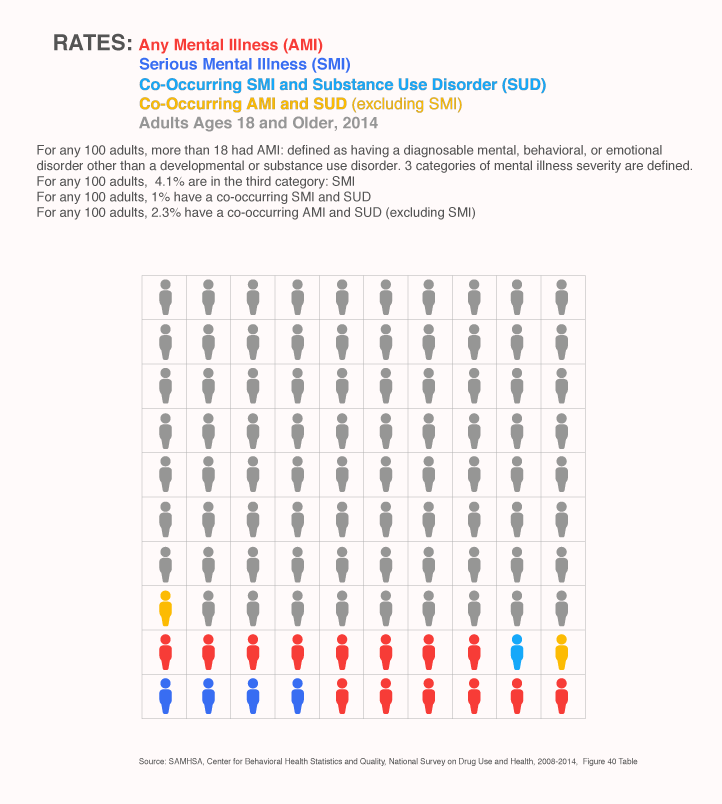 RATES: Any Mental Illness (AMI)
Serious Mental Illness (SMI)
Co-Occurring SMI and Substance Use Disorder (SUD)
Co-Occurring AMI and SUD (excluding SMI)
Adults Ages 18 and Older, 2014
For any 100 adults, more than 18 had AMI: defined as having a diagnosable mental, behavioral, or emotional
disorder other than a developmental or substance use disorder. 3 categories of mental illness severity are defined.
For any 100 adults,  4.1% are in the third category: SMI
For any 100 adults, 1% have a co-occurring SMI and SUD
For any 100 adults, 2.3% have a co-occurring AMI and SUD (excluding SMI)
Source: SAMHSA, Center for Behavioral Health Statistics and Quality, National Survey on Drug Use and Health, 2008-2014,  Figure 40 Table